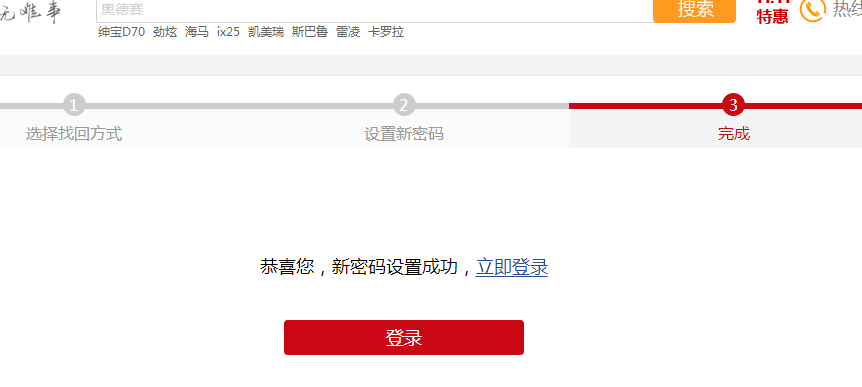 无难事
奥德赛
搜索
特惠
热线
绅宝D70 劲炫 海马 ix25 凯美瑞 斯巴鲁 雷凌 卡罗拉
1
2
3
选择找回方式
设置新密码
完成
恭喜您，新密码设置成功，立即登录
登录